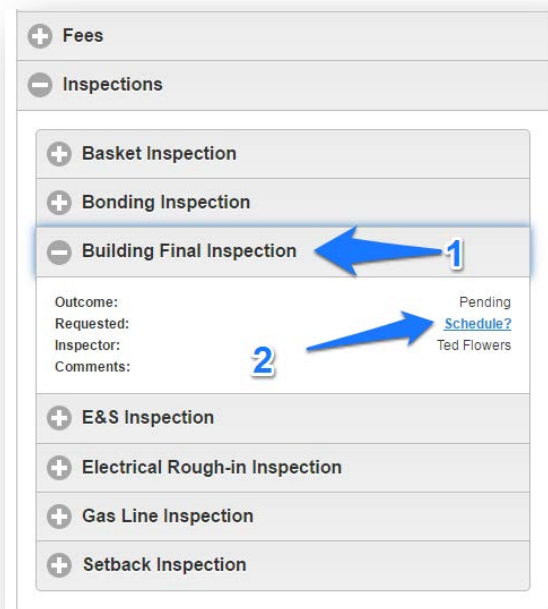 Fees
Inspections
Basket Inspection
Bonding Inspection
Building Final Inspection 1
Outcome: Pending
Requested: Schedule?
Inspector: Ted Flowers
2
Comments:
E&S Inspection
Electrical Rough-in Inspection
Gas Line Inspection
Setback Inspection